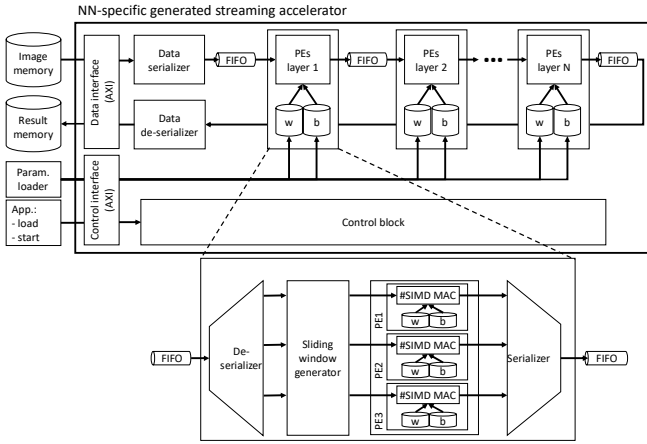 NN-specific generated streaming accelerator
Image
memory
Result
memory
Param.
loader
App.:
- load
- start
Data interface
(AXI)
Control interface
(AXI)
Data
serializer
FIFO
PEs
layer 1
FIFO
PEs
layer 2
•••
PEs
layer N
FIFO
Data
de-serializer
w
b
w
b
w
b
Control block
FIFO
De-
serializer
Sliding
window
generator
PE1
#SIMD MAC
w
b
PE2
#SIMD MAC
w
b
PE3
#SIMD MAC
w
b
Serializer
FIFO